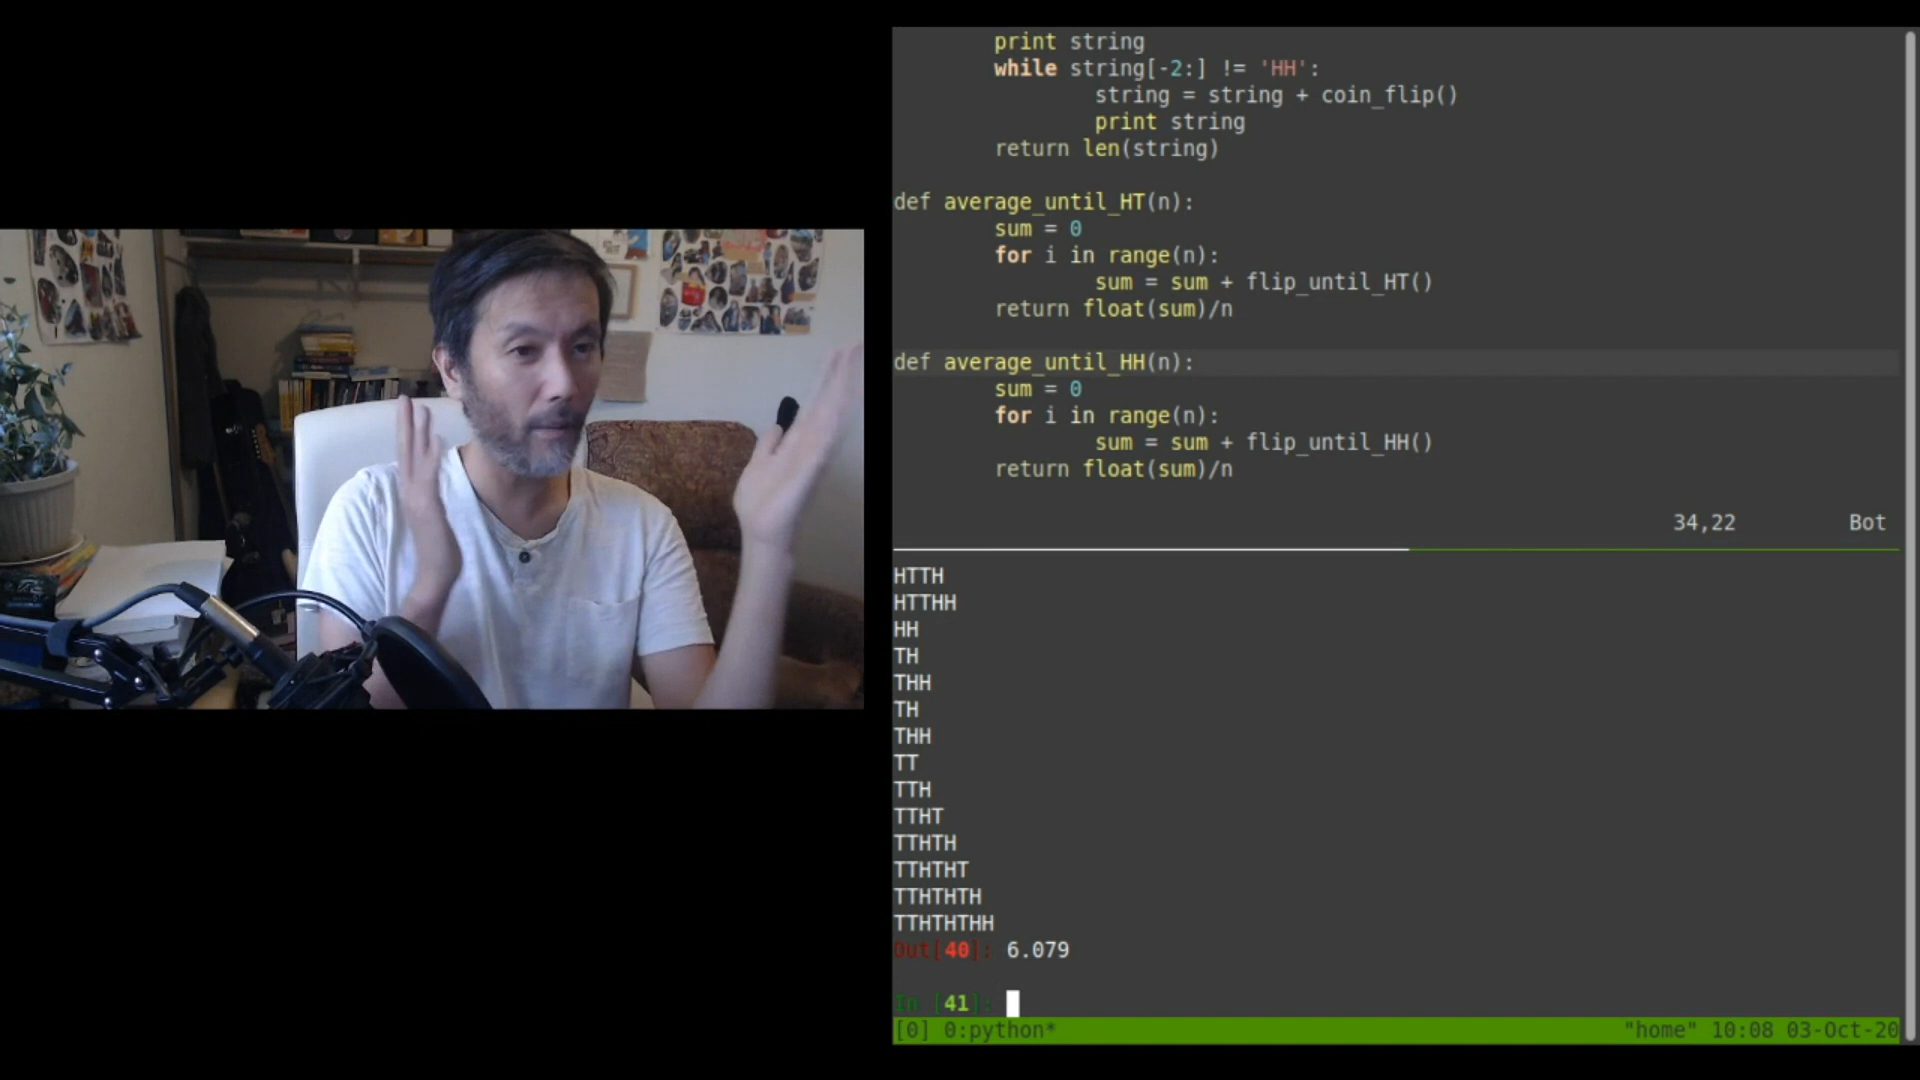 print string
while string[-2:] != 'HH':
string = string + coin_flip()
print string
return len(string)
def average_until_HT(n):
sum = 0
for i in range(n):
sum = sum + flip_until_HT()
return float(sum)/n
def average_until_HH(n):
sum = 0
for i in range(n):
sum = sum + flip_until_HH()
return float(sum)/n
34,22 Bot
HTTH
HTTHH
HH
TH
THH
TH
THH
TT
TTH
TTHT
TTHTH
TTHTHT
TTHTHTH
TTHTHTHH
Out[40]: 6.079
In [41]:
[0] 0:python* "home" 10:08 03-Oct-20